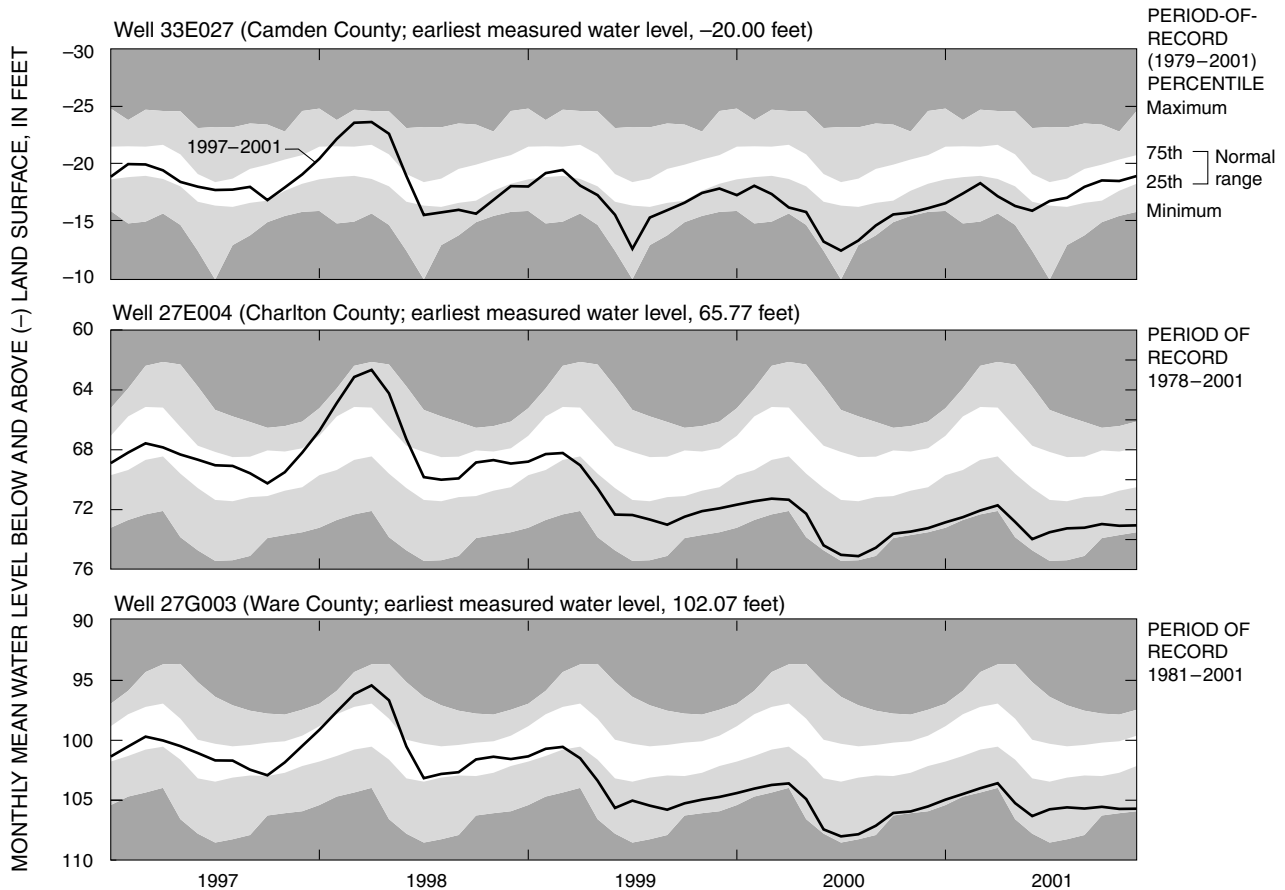 MONTHLY MEAN WATER LEVEL BELOW AND ABOVE (–) LAND SURFACE, IN FEET
Well 33E027 (Camden County; earliest measured water level, –20.00 feet)
–30
–25
–20
–15
–10
1997–2001
PERIOD-OF-
RECORD
(1979–2001)
PERCENTILE
Maximum
75th
Normal
25th
range
Minimum
Well 27E004 (Charlton County; earliest measured water level, 65.77 feet)
60
64
68
72
76
PERIOD OF
RECORD
1978–2001
Well 27G003 (Ware County; earliest measured water level, 102.07 feet)
90
95
100
105
110
PERIOD OF
RECORD
1981–2001
1997 1998 1999 2000 2001